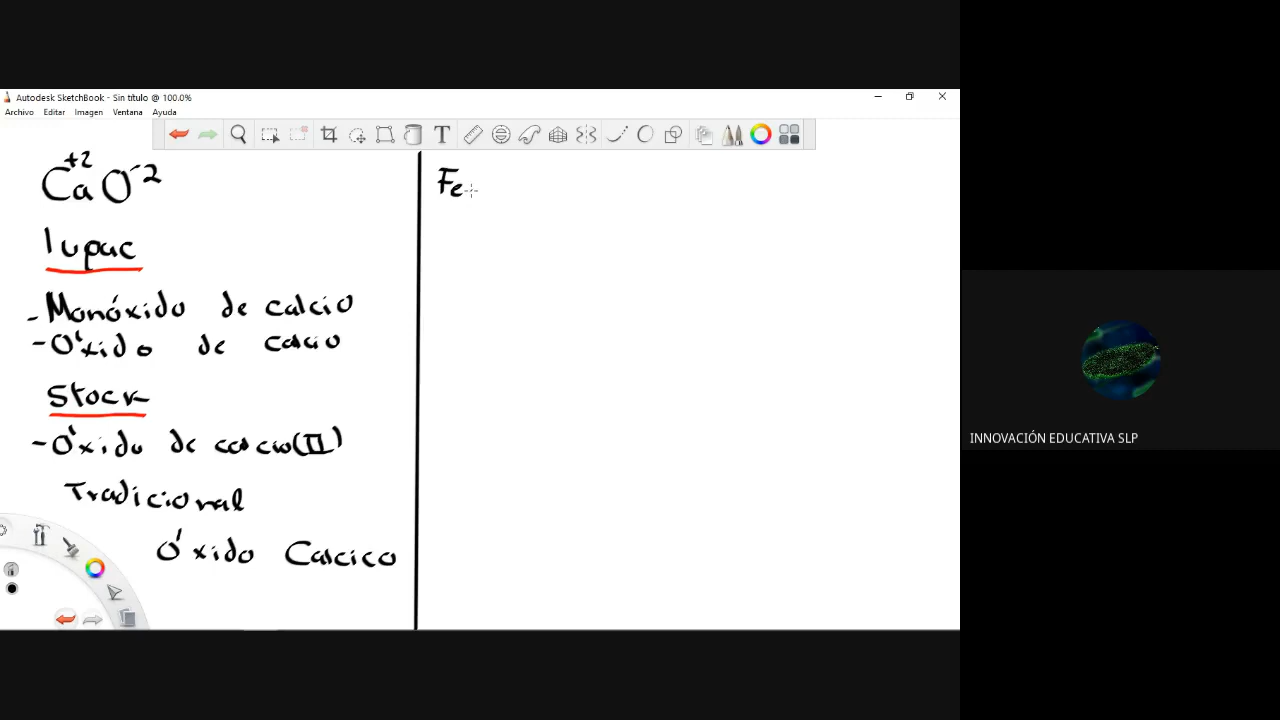 Autodesk SketchBook - Sin título @ 100.0%
Archivo Editar Imagen Ventana Ayuda
+2
CaO-2
Iupac
- Monóxido de calcio
- Óxido de calcio
Stock
- Óxido de calcio(II)
Tradicional
Óxido Calcico
Fe
INNOVACIÓN EDUCATIVA SLP